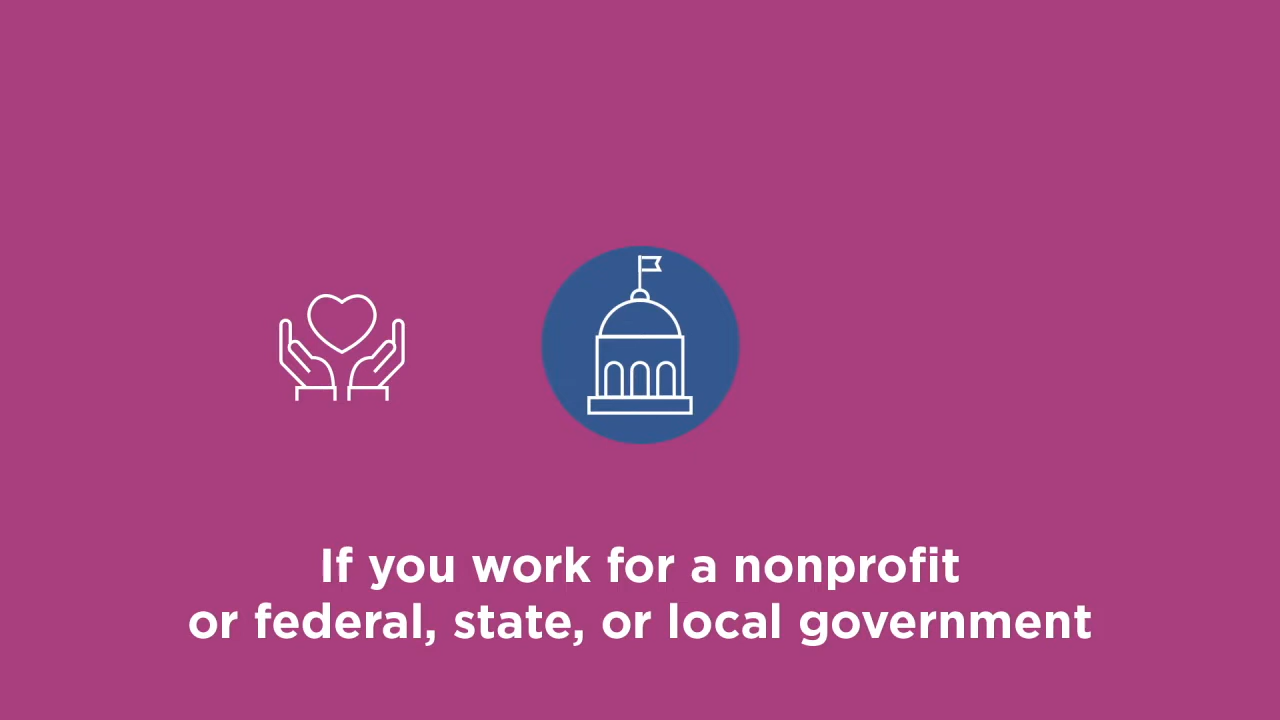 If you work for a nonprofit
or federal, state, or local government